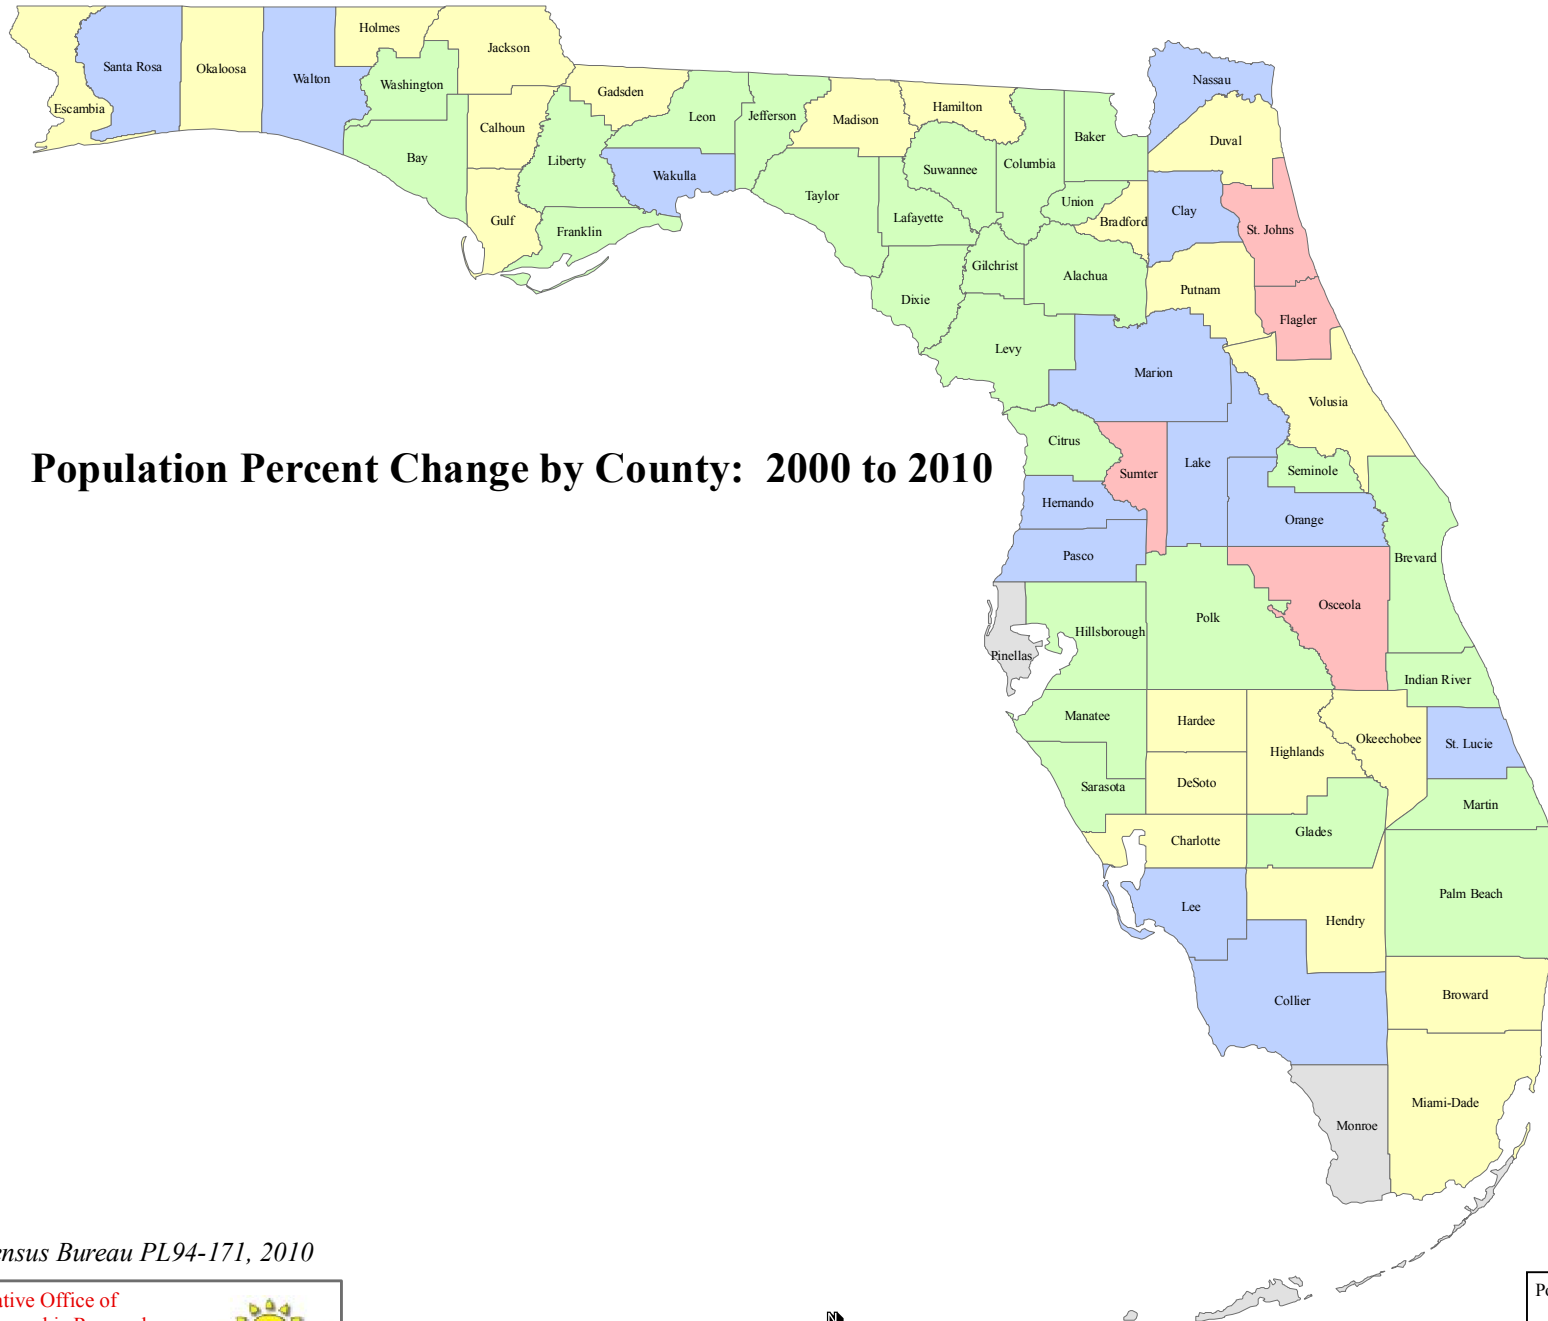 Holmes
Jackson
Santa Rosa
Okaloosa
Walton
Washington
Escambia
Gadsden
Calhoun
Bay
Liberty
Leon
Jefferson
Madison
Hamilton
Nassau
Duval
Baker
Wakulla
Taylor
Suwannee
Columbia
Lafayette
Union
Bradford
Clay
St. Johns
Gulf
Franklin
Gilchrist
Alachua
Dixie
Putnam
Flagler
Levy
Marion
Volusia
Population Percent Change by County: 2000 to 2010
Citrus
Sumter
Lake
Seminole
Hernando
Orange
Pasco
Brevard
Osceola
Polk
Hillsborough
Pinellas
Indian River
Manatee
Hardee
Highlands
Okeechobee
St. Lucie
Sarasota
DeSoto
Martin
Charlotte
Glades
Lee
Hendry
Palm Beach
Collier
Broward
Miami-Dade
Monroe
ensus Bureau PL94-171, 2010
ative Office of
N
Po